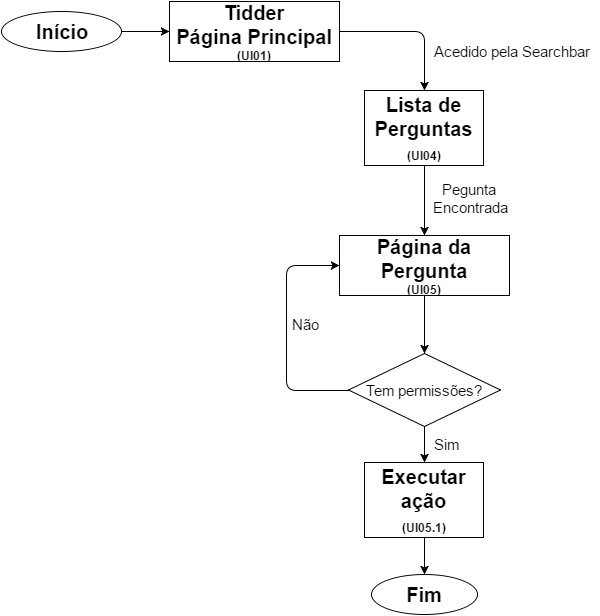 Início
Tidder
Página Principal
(UI01)
Acedido pela Searchbar
Lista de
Perguntas
(UI04)
Pegunta
Encontrada
Página da
Pergunta
(UI05)
Não
Tem permissões?
Sim
Executar
ação
(UI05.1)
Fim